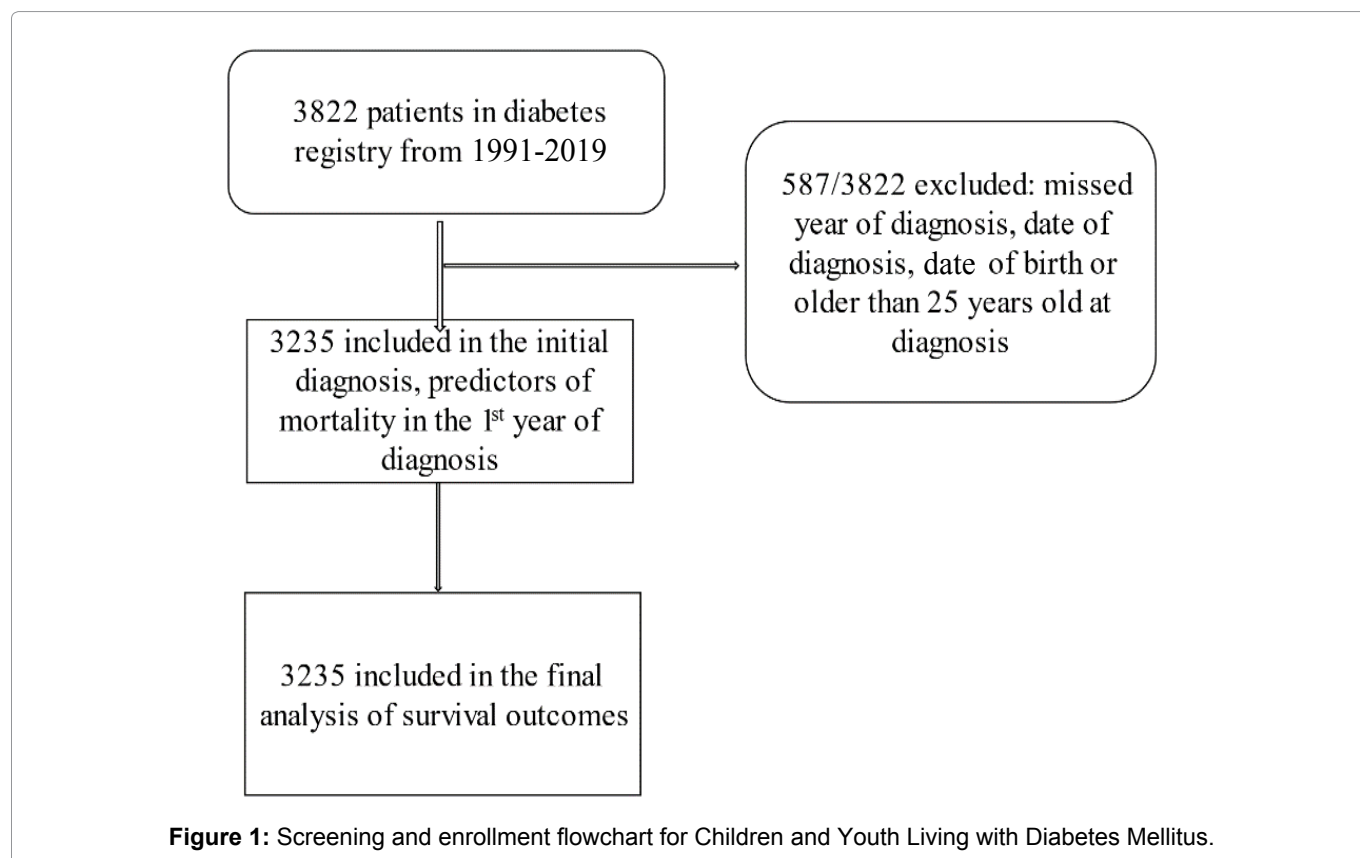 3822 patients in diabetes
registry from 1991-2019
587/3822 excluded: missed
year of diagnosis, date of
diagnosis, date of birth or
older than 25 years old at
diagnosis
3235 included in the initial
diagnosis, predictors of
mortality in the 1st year of
diagnosis
3235 included in the final
analysis of survival outcomes
Figure 1: Screening and enrollment flowchart for Children and Youth Living with Diabetes Mellitus.